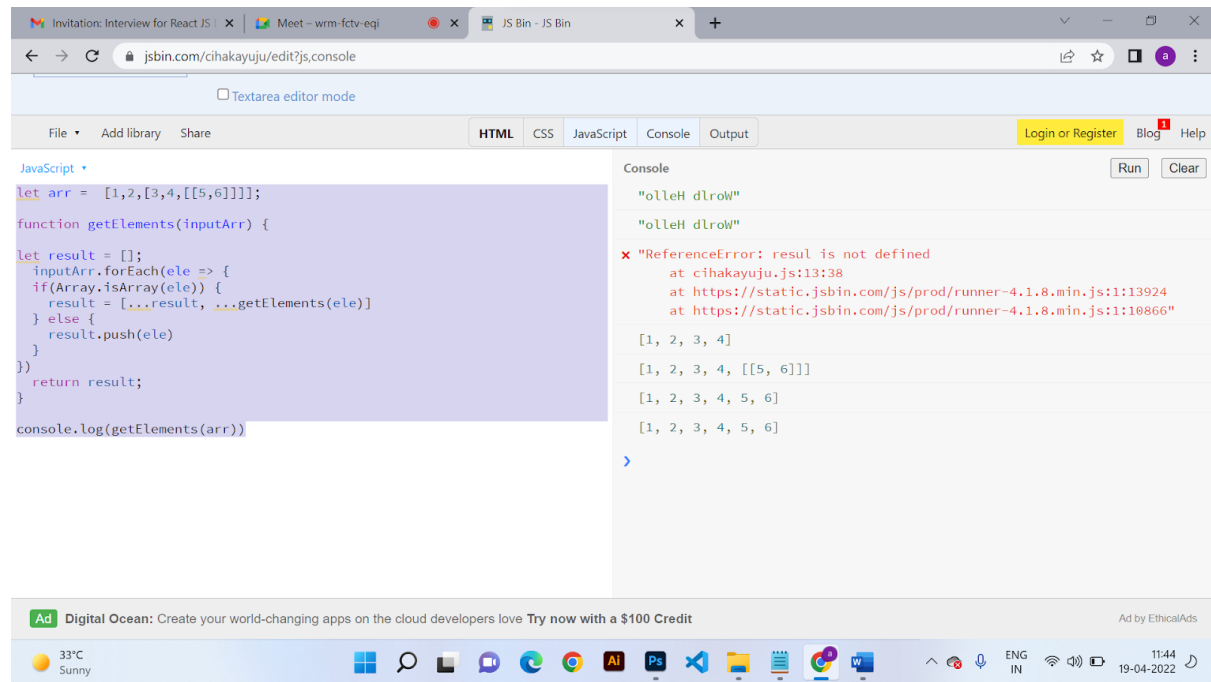 Invitation: Interview for React JS |
Meet – wrm-fctv-eqi
JS Bin - JS Bin
jsbin.com/cihakayuju/edit?js,console
a
Textarea editor mode
File Add library Share
HTML CSS JavaScript Console Output
Login or Register Blog 1 Help
JavaScript
let arr =  [1,2,[3,4,[[5,6]]]];
function getElements(inputArr) {
let result = [];
  inputArr.forEach(ele => {
  if(Array.isArray(ele)) {
    result = [...result, ...getElements(ele)]
  } else {
    result.push(ele)
  }
})
  return result;
}
console.log(getElements(arr))
Console Run Clear
"olleH dlroW"
"olleH dlroW"
"ReferenceError: resul is not defined
    at cihakayuju.js:13:38
    at https://static.jsbin.com/js/prod/runner-4.1.8.min.js:1:13924
    at https://static.jsbin.com/js/prod/runner-4.1.8.min.js:1:10866"
[1, 2, 3, 4]
[1, 2, 3, 4, [[5, 6]]]
[1, 2, 3, 4, 5, 6]
[1, 2, 3, 4, 5, 6]
Ad Digital Ocean: Create your world-changing apps on the cloud developers love Try now with a $100 Credit
Ad by EthicalAds
33°C
Sunny
Ai
Ps
a
ENG
IN
11:44
19-04-2022